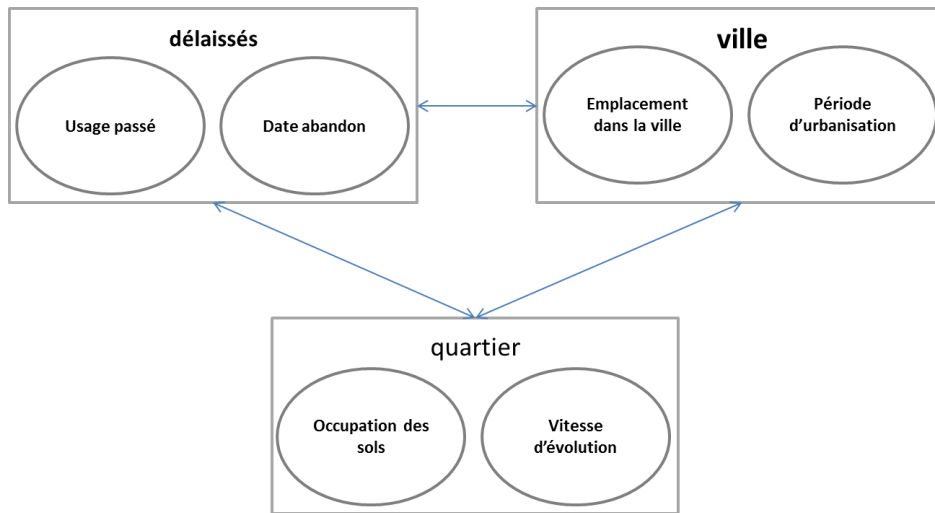 délaissés
Usage passé
Date abandon
ville
Emplacement
dans la ville
Période
d'urbanisation
quartier
Occupation des
sols
Vitesse
d'évolution